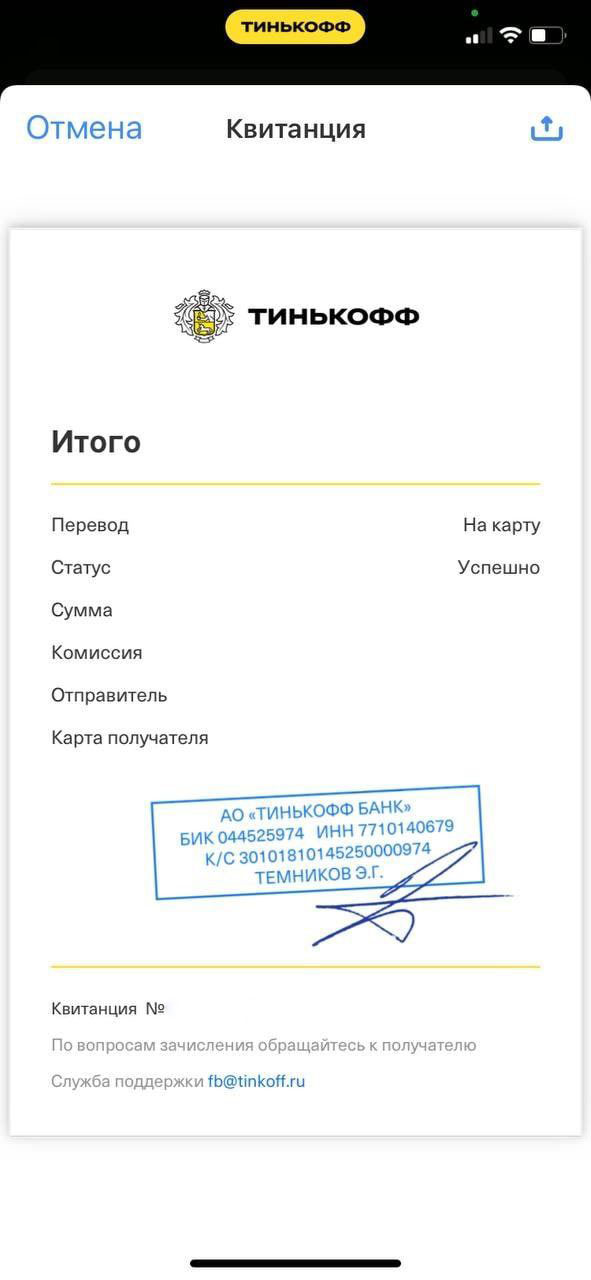 ТИНЬКОФФ
Отмена Квитанция
ТИНЬКОФФ
Итого
Перевод На карту
Статус Успешно
Сумма
Комиссия
Отправитель
Карта получателя
АО «ТИНЬКОФФ БАНК»
БИК 044525974 ИНН 7710140679
К/С 30101810145250000974
ТЕМНИКОВ Э.Г.
Квитанция №
По вопросам зачисления обращайтесь к получателю
Служба поддержки fb@tinkoff.ru